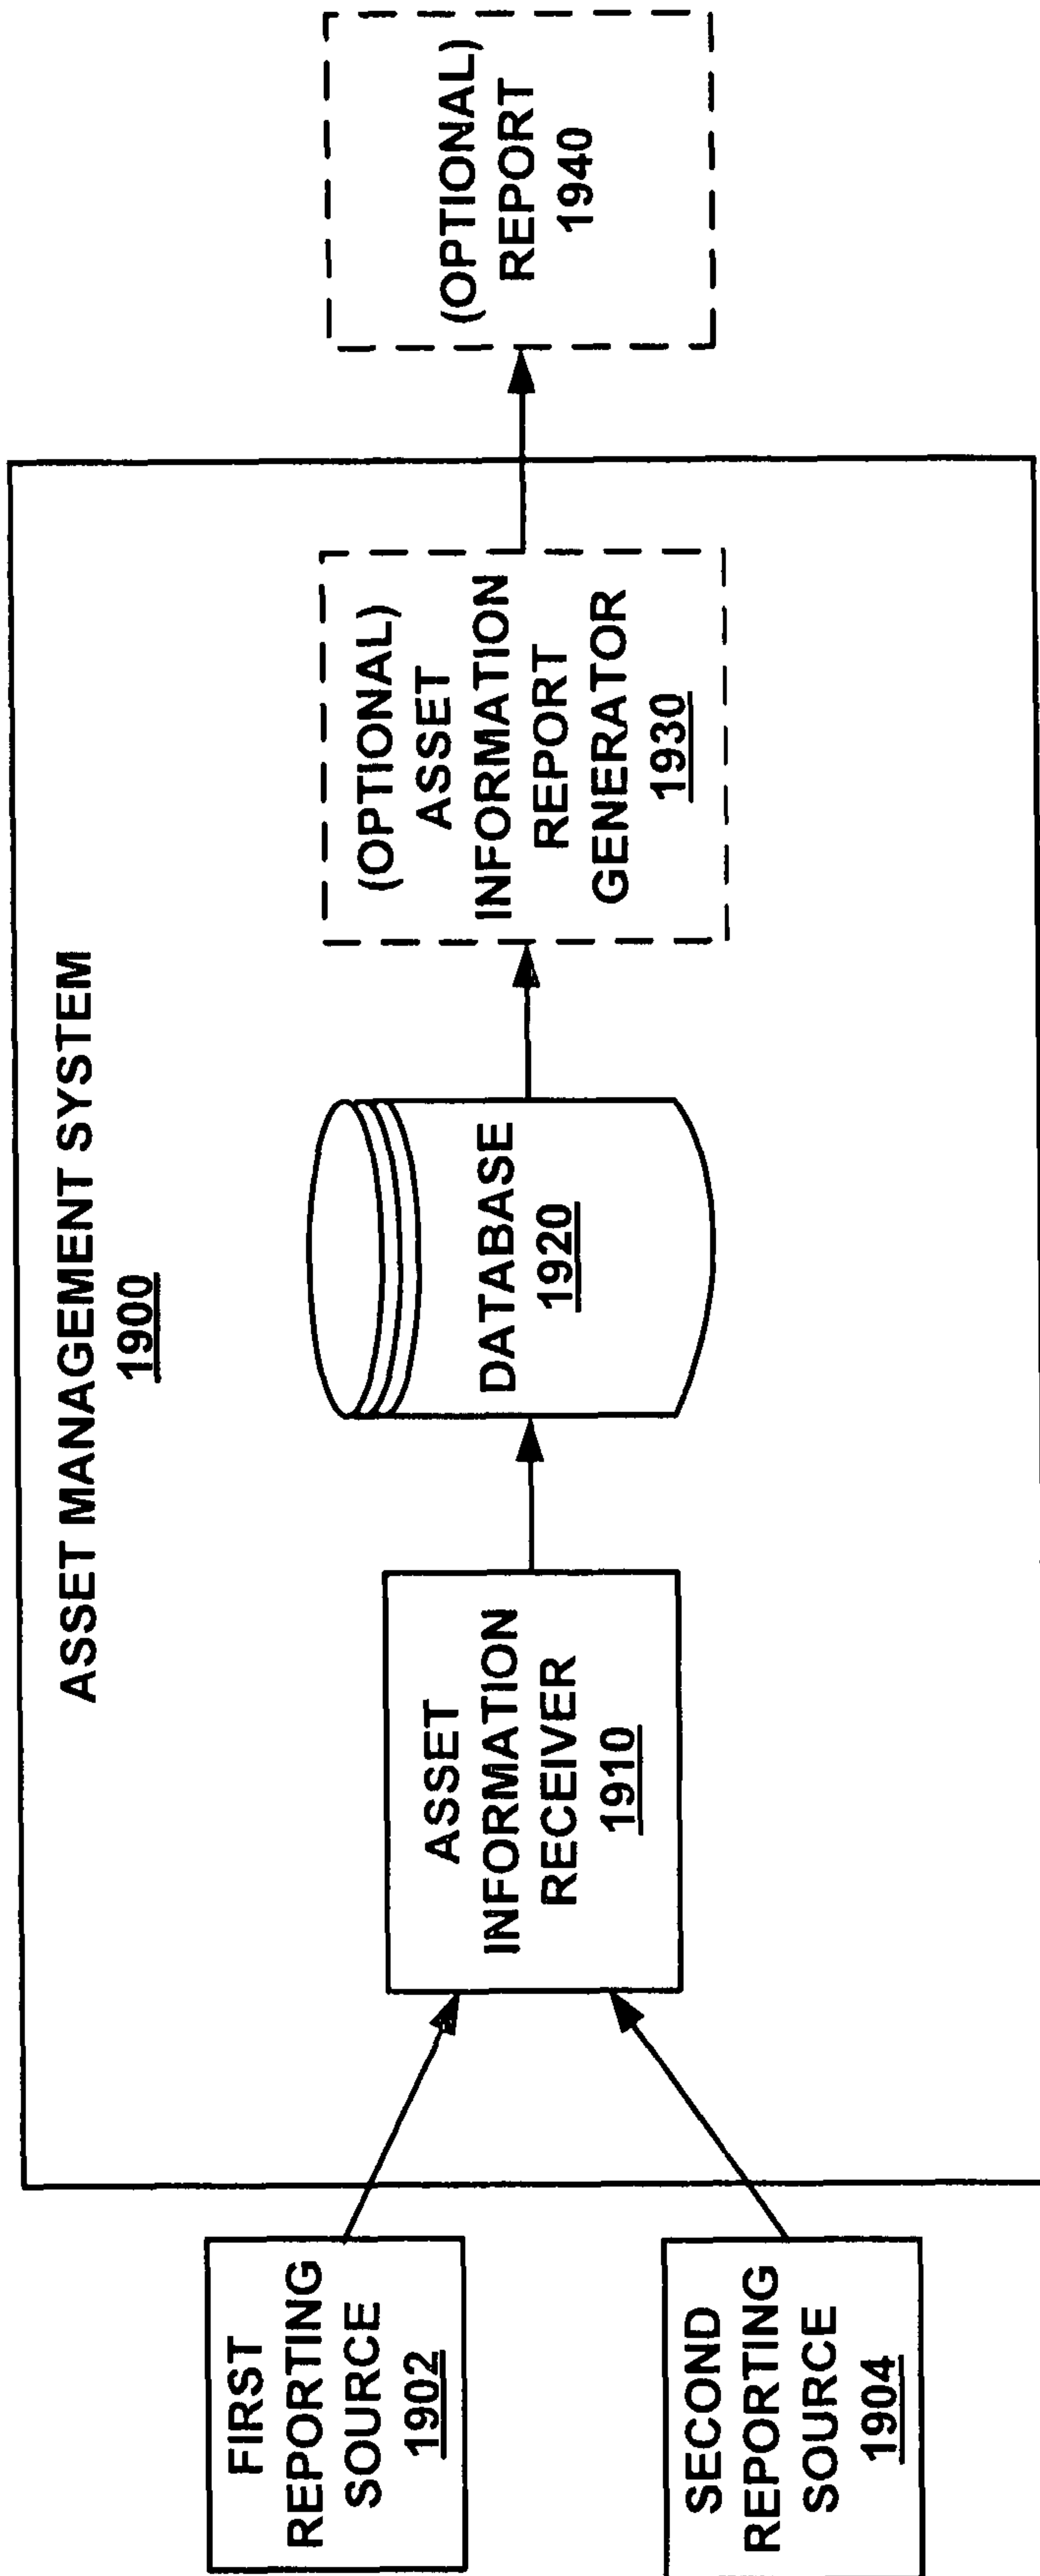 ASSET MANAGEMENT SYSTEM
1900
FIRST
REPORTING
SOURCE
1902
SECOND
REPORTING
SOURCE
1904
ASSET
INFORMATION
RECEIVER
1910
DATABASE
1920
(OPTIONAL)
ASSET
INFORMATION
REPORT
GENERATOR
1930
(OPTIONAL)
REPORT
1940